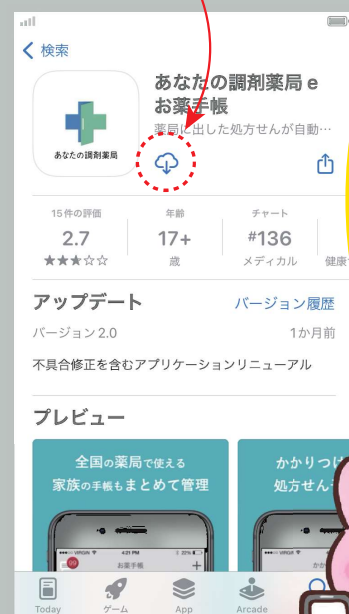 検索
あなたの調剤薬局 e
お薬手帳
薬局に出した処方せんが自動…
あなたの調剤薬局
15件の評価
年齢
チャート
2.7
17+
#136
★★★☆☆
歳
メディカル
健康
アップデート
バージョン履歴
バージョン 2.0
1か月前
不具合修正を含むアプリケーションリニューアル
プレビュー
全国の薬局で使える
家族の手帳もまとめて管理
かかりつけ
処方せん
VIRGIN
4:21 PM
22%
VIRGIN
99
お薬手帳
Today
ゲーム
App
Arcade